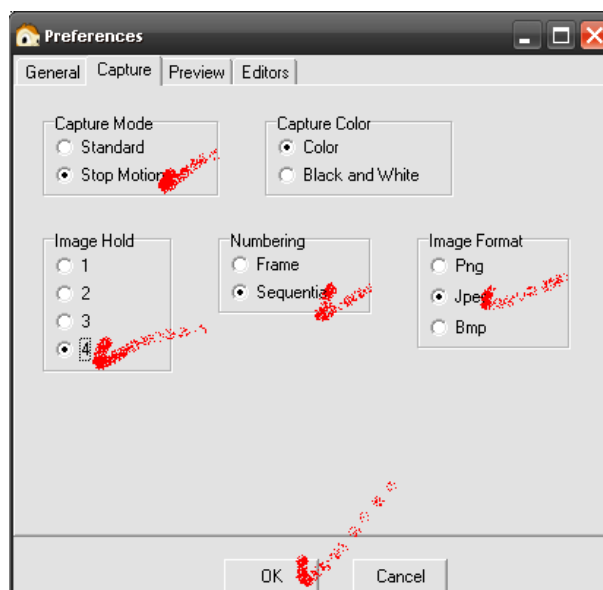 Preferences
General Capture Preview Editors
Capture Mode
Standard
Stop Motion
Capture Color
Color
Black and White
Image Hold
1
2
3
4
Numbering
Frame
Sequential
Image Format
Png
Jpeg
Bmp
OK Cancel